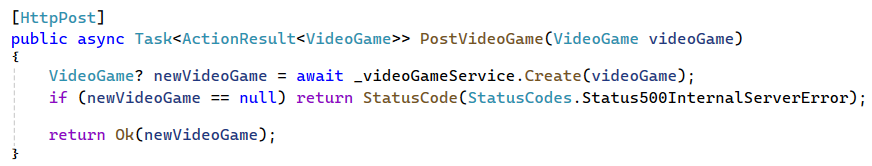 [HttpPost]
public async Task<ActionResult<VideoGame>> PostVideoGame(VideoGame videoGame)
{
    VideoGame? newVideoGame = await _videoGameService.Create(videoGame);
    if (newVideoGame == null) return StatusCode(StatusCodes.Status500InternalServerError);

    return Ok(newVideoGame);
}